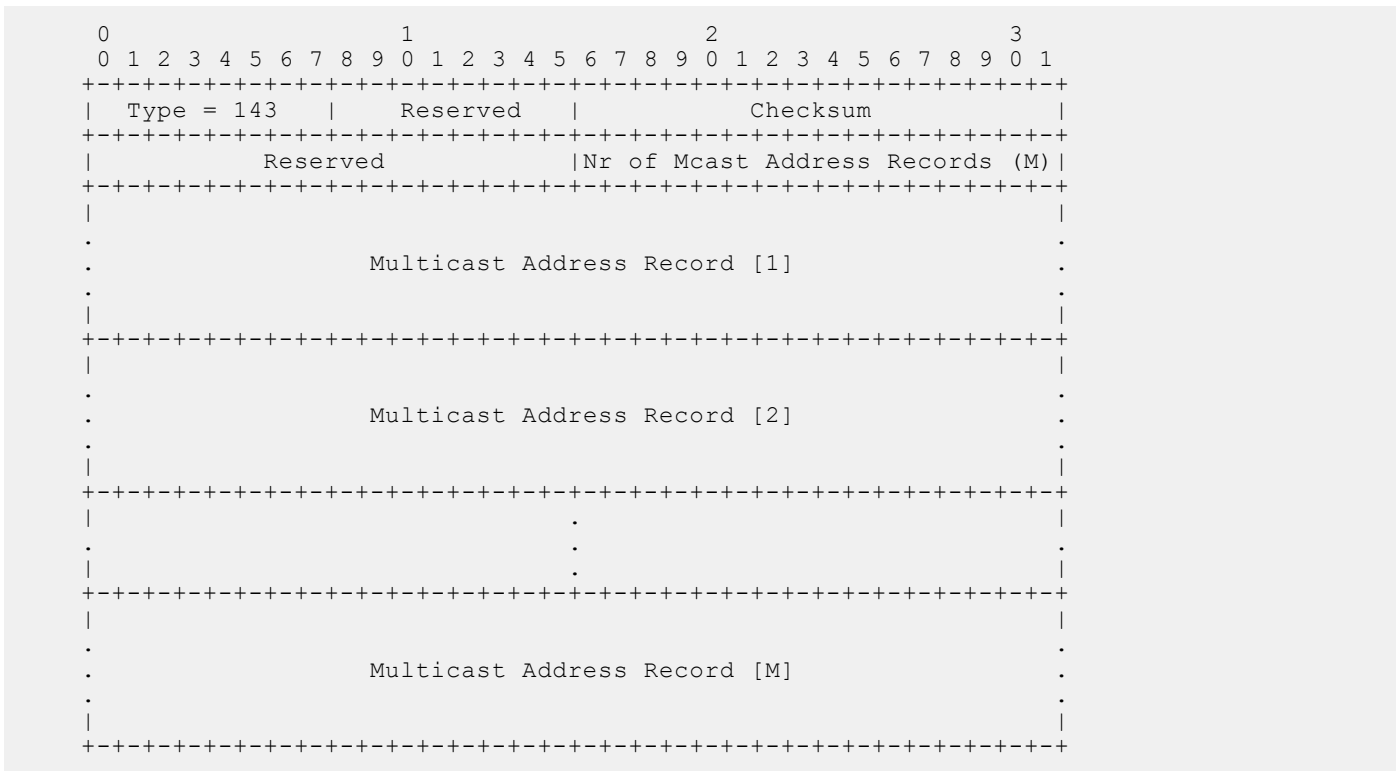 0                   1                   2                   3
 0 1 2 3 4 5 6 7 8 9 0 1 2 3 4 5 6 7 8 9 0 1 2 3 4 5 6 7 8 9 0 1
+-+-+-+-+-+-+-+-+-+-+-+-+-+-+-+-+-+-+-+-+-+-+-+-+-+-+-+-+-+-+-+-+
|  Type = 143   |    Reserved   |           Checksum            |
+-+-+-+-+-+-+-+-+-+-+-+-+-+-+-+-+-+-+-+-+-+-+-+-+-+-+-+-+-+-+-+-+
|           Reserved            |Nr of Mcast Address Records (M)|
+-+-+-+-+-+-+-+-+-+-+-+-+-+-+-+-+-+-+-+-+-+-+-+-+-+-+-+-+-+-+-+-+
|                                                               |
.                                                               .
.                  Multicast Address Record [1]                 .
.                                                               .
|                                                               |
+-+-+-+-+-+-+-+-+-+-+-+-+-+-+-+-+-+-+-+-+-+-+-+-+-+-+-+-+-+-+-+-+
|                                                               |
.                                                               .
.                  Multicast Address Record [2]                 .
.                                                               .
|                                                               |
+-+-+-+-+-+-+-+-+-+-+-+-+-+-+-+-+-+-+-+-+-+-+-+-+-+-+-+-+-+-+-+-+
|                               .                               |
.                               .                               .
|                               .                               |
+-+-+-+-+-+-+-+-+-+-+-+-+-+-+-+-+-+-+-+-+-+-+-+-+-+-+-+-+-+-+-+-+
|                                                               |
.                                                               .
.                  Multicast Address Record [M]                 .
.                                                               .
|                                                               |
+-+-+-+-+-+-+-+-+-+-+-+-+-+-+-+-+-+-+-+-+-+-+-+-+-+-+-+-+-+-+-+-+